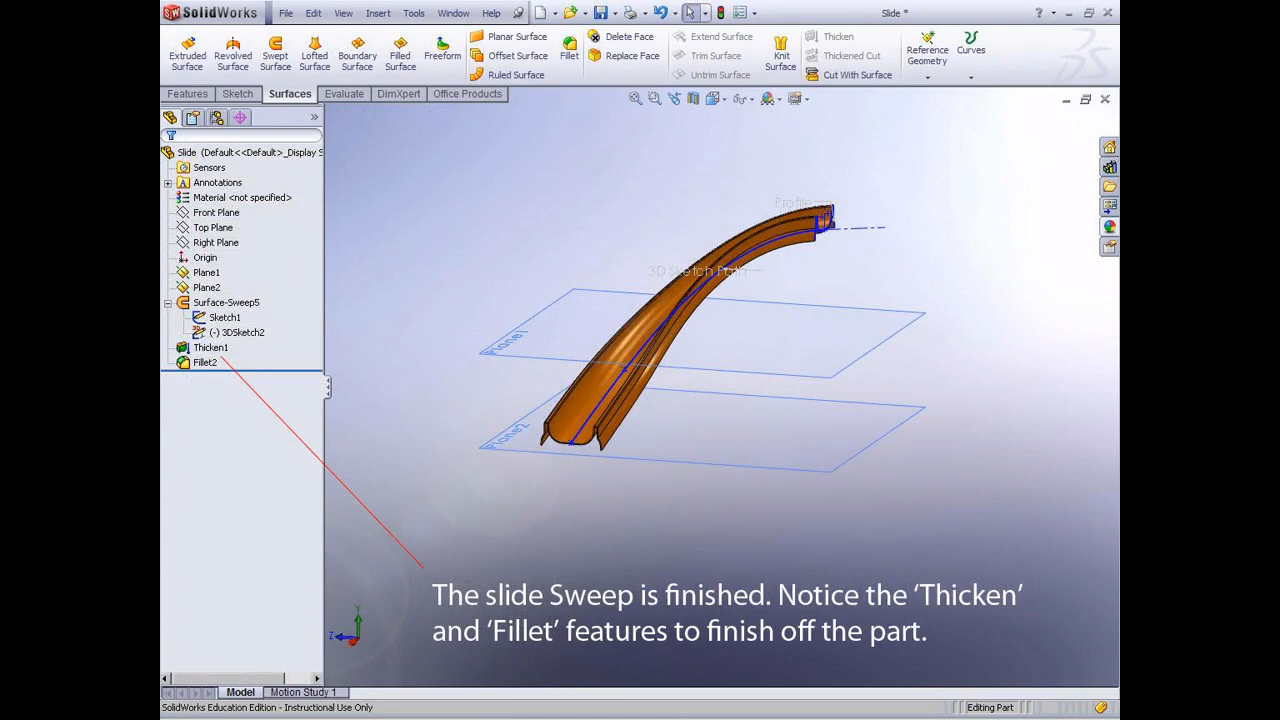 SolidWorks File Edit View Insert Tools Window Help Slide *
Extruded Surface
Revolved Surface
Swept Surface
Lofted Surface
Boundary Surface
Filled Surface
Freeform
Planar Surface
Offset Surface
Ruled Surface
Fillet
Delete Face
Replace Face
Extend Surface
Trim Surface
Untrim Surface
Knit Surface
Thicken
Thickened Cut
Cut With Surface
Reference Geometry
Curves
Features Sketch Surfaces Evaluate DimXpert Office Products
Slide (Default<<Default>_Display S
Sensors
Annotations
Material <not specified>
Front Plane
Top Plane
Right Plane
Origin
Plane1
Plane2
Surface-Sweep5
Sketch1
(-) 3DSketch2
Thicken1
Fillet2
Profile
3D Sketch Path
Plane1
Plane2
The slide Sweep is finished. Notice the ‘Thicken’
and ‘Fillet’ features to finish off the part.
Y
Z
Model Motion Study 1
SolidWorks Education Edition - Instructional Use Only Editing Part